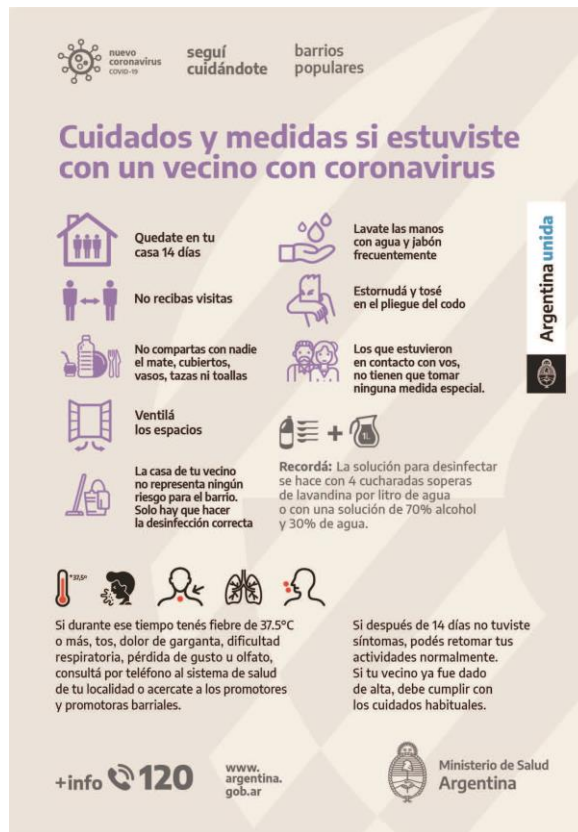 nuevo
coronavirus
COVID-19
seguí
cuidándote
barrios
populares
Cuidados y medidas si estuviste
con un vecino con coronavirus
Quedate en tu
casa 14 días
No recibas visitas
No compartas con nadie
el mate, cubiertos,
vasos, tazas ni toallas
Ventilá
los espacios
La casa de tu vecino
no representa ningún
riesgo para el barrio.
Solo hay que hacer
la desinfección correcta
Lavate las manos
con agua y jabón
frecuentemente
Estornudá y tosé
en el pliegue del codo
Los que estuvieron
en contacto con vos,
no tienen que tomar
ninguna medida especial.
+
1L
Recordá: La solución para desinfectar
se hace con 4 cucharadas soperas
de lavandina por litro de agua
o con una solución de 70% alcohol
y 30% de agua.
Argentina unida
+37,5º
Si durante ese tiempo tenés fiebre de 37.5°C
o más, tos, dolor de garganta, dificultad
respiratoria, pérdida de gusto u olfato,
consultá por teléfono al sistema de salud
de tu localidad o acercate a los promotores
y promotoras barriales.
Si después de 14 días no tuviste
síntomas, podés retomar tus
actividades normalmente.
Si tu vecino ya fue dado
de alta, debe cumplir con
los cuidados habituales.
+info 120
www.
argentina.
gob.ar
Ministerio de Salud
Argentina